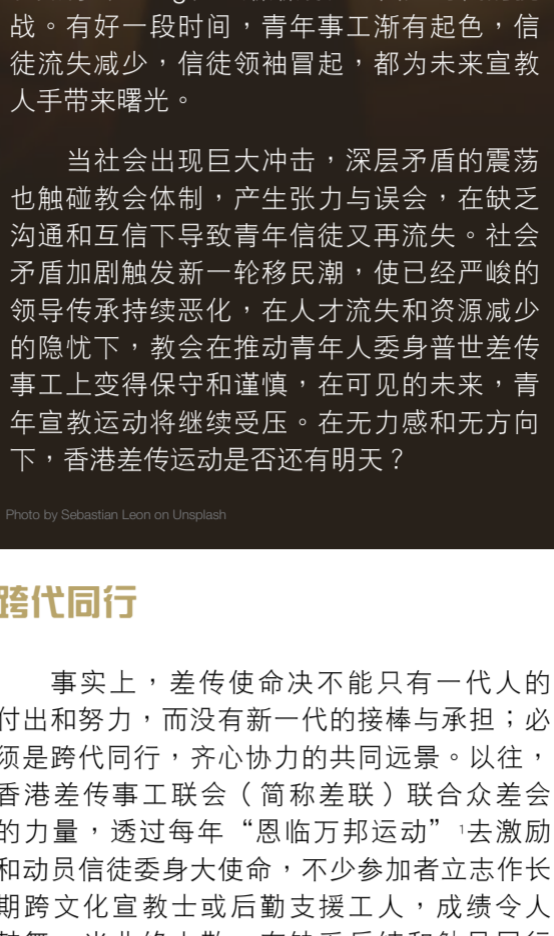 战。有好一段时间，青年事工渐有起色，信
徒流失减少，信徒领袖冒起，都为未来宣教
人手带来曙光。
当社会出现巨大冲击，深层矛盾的震荡
也触碰教会体制，产生张力与误会，在缺乏
沟通和互信下导致青年信徒又再流失。社会
矛盾加剧触发新一轮移民潮，使已经严峻的
领导传承持续恶化，在人才流失和资源减少
的隐忧下，教会在推动青年人委身普世差传
事工上变得保守和谨慎，在可见的未来，青
年宣教运动将继续受压。在无力感和无方向
下，香港差传运动是否还有明天？
Photo by Sebastian Leon on Unsplash
跨代同行
事实上，差传使命决不能只有一代人的
付出和努力，而没有新一代的接棒与承担；必
须是跨代同行，齐心协力的共同远景。以往，
香港差传事工联会（简称差联）联合众差会
的力量，透过每年“恩临万邦运动”1去激励
和动员信徒委身大使命，不少参加者立志作长
期跨文化宣教士或后勤支援工人，成绩令人